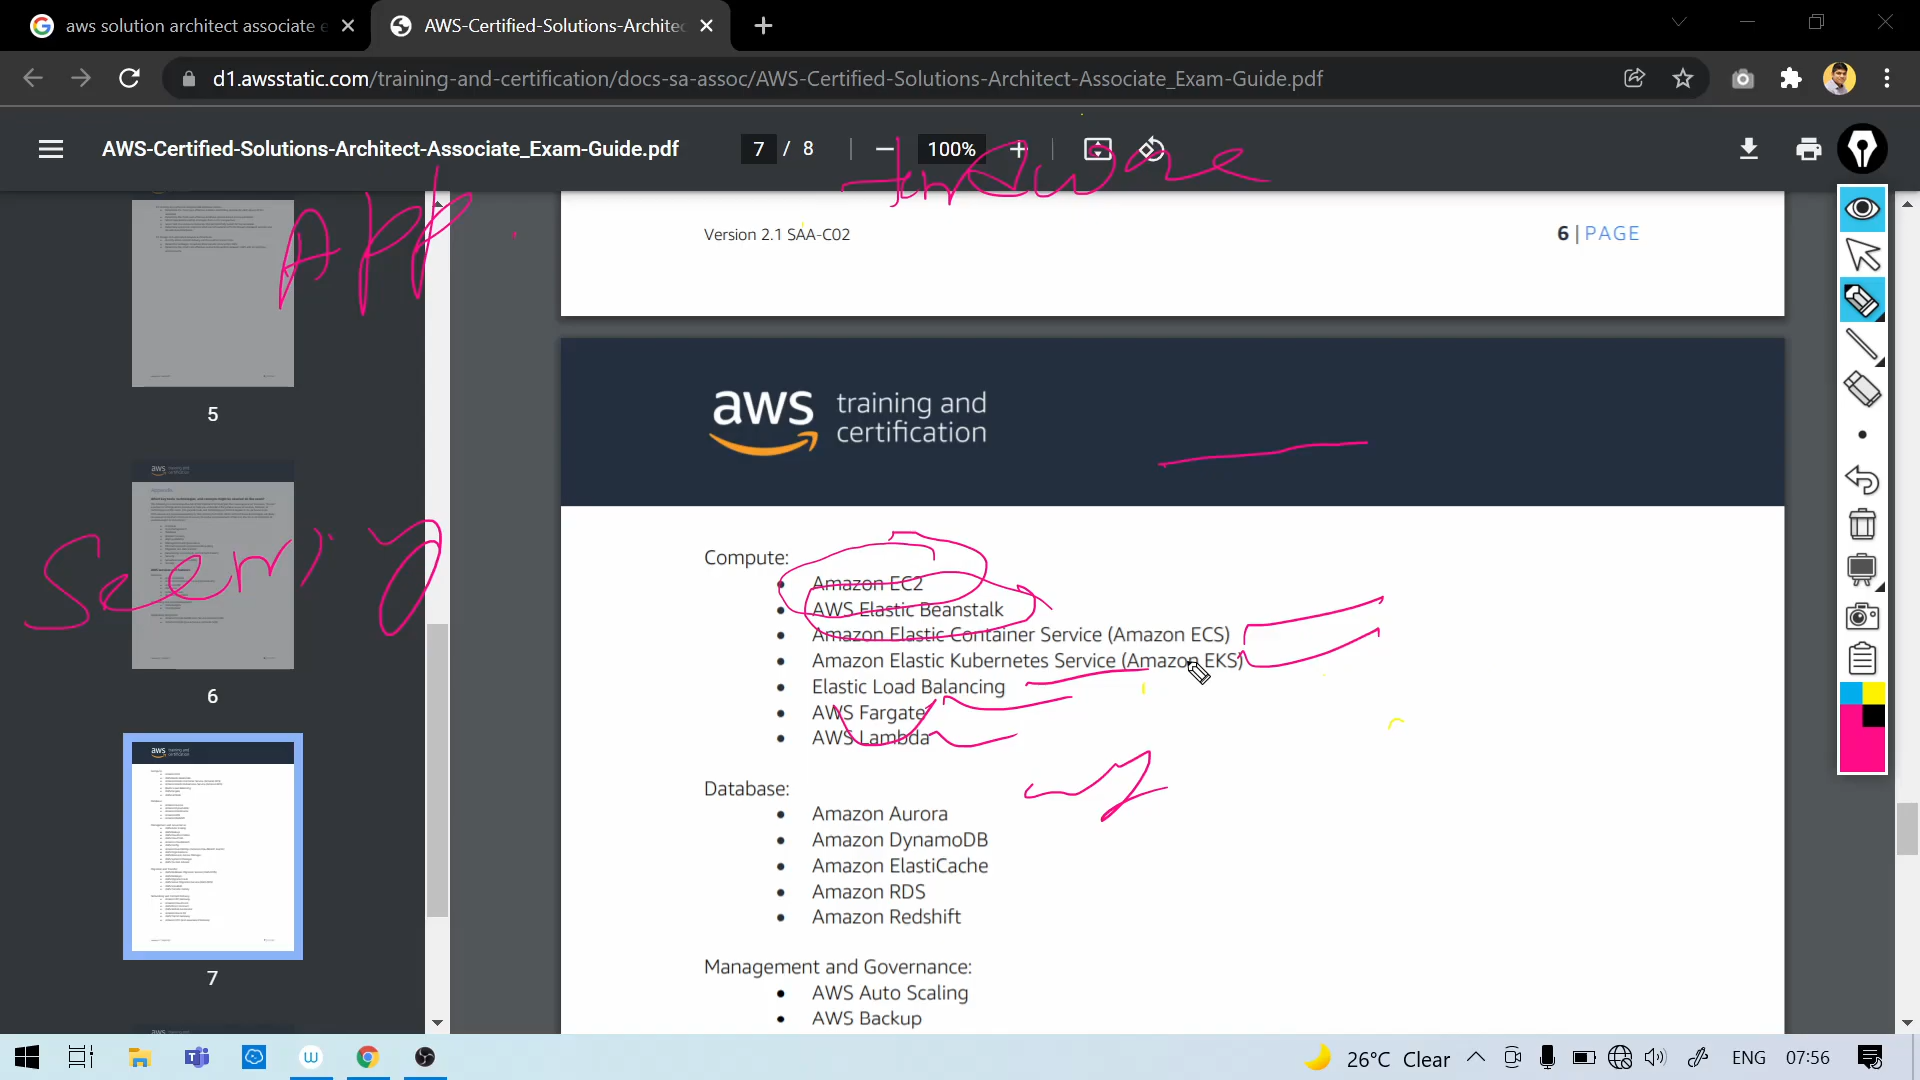 aws solution architect associate e
AWS-Certified-Solutions-Architec
d1.awsstatic.com/training-and-certification/docs-sa-assoc/AWS-Certified-Solutions-Architect-Associate_Exam-Guide.pdf
AWS-Certified-Solutions-Architect-Associate_Exam-Guide.pdf
7 / 8
100%
App
Version 2.1 SAA-C02
6 | PAGE
5
6
7
aws training and
certification
Compute:
• Amazon EC2
• AWS Elastic Beanstalk
• Amazon Elastic Container Service (Amazon ECS)
• Amazon Elastic Kubernetes Service (Amazon EKS)
• Elastic Load Balancing
• AWS Fargate
• AWS Lambda
Database:
• Amazon Aurora
• Amazon DynamoDB
• Amazon ElastiCache
• Amazon RDS
• Amazon Redshift
Management and Governance:
• AWS Auto Scaling
• AWS Backup
26°C Clear
ENG
07:56